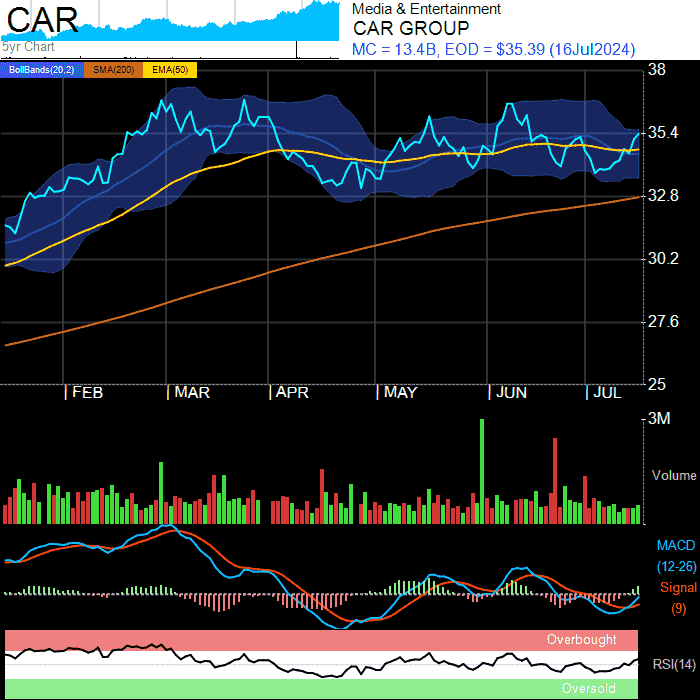 CAR
5yr Chart
Media & Entertainment
CAR GROUP
MC = 13.4B, EOD = $35.39 (16Jul2024)
BollBands(20,2) SMA(200) EMA(50)
38
35.4
32.8
30.2
27.6
25
FEB MAR APR MAY JUN JUL
3M
Volume
MACD
(12-26)
Signal
(9)
Overbought
RSI(14)
Oversold